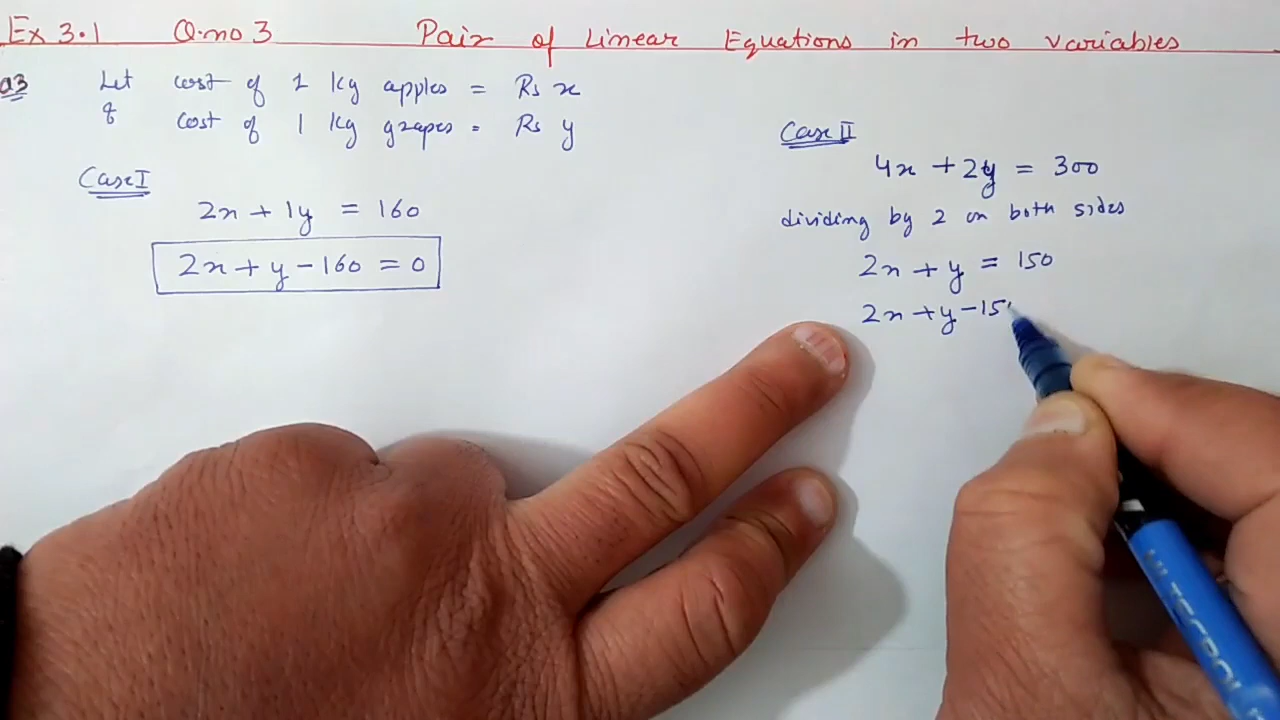 Ex 3.1 Q.no 3 Pair of Linear Equations in two variables
Q3 Let cost of 1 kg apples = Rs x
& cost of 1 kg grapes = Rs y
Case I
2x + 1y = 160
2x + y - 160 = 0
Case II
4x + 2y = 300
dividing by 2 on both sides
2x + y = 150
2x + y - 15